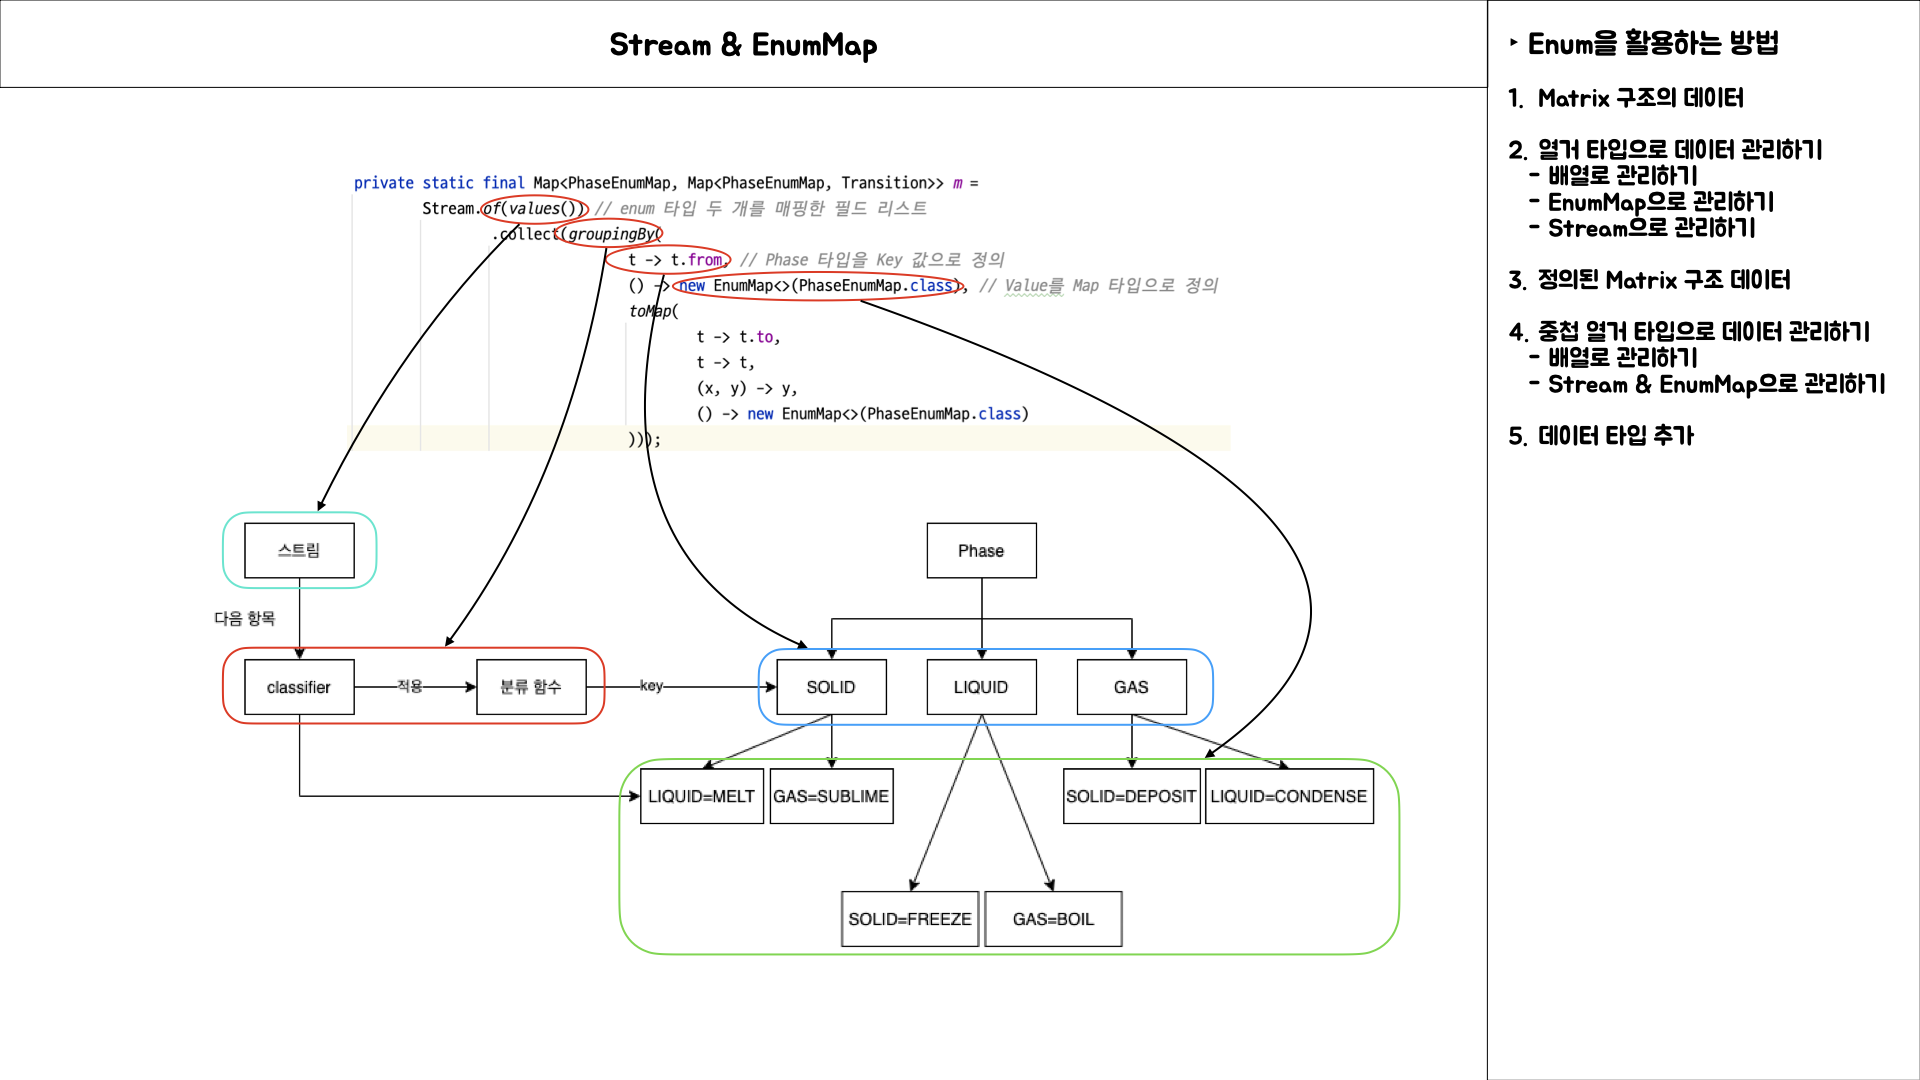 Stream & EnumMap
private static final Map<PhaseEnumMap, Map<PhaseEnumMap, Transition>> m =
Stream.of(values()) // enum 타입 두 개를 매핑한 필드 리스트
.collect(groupingBy(
t -> t.from, // Phase 타입을 Key 값으로 정의
() -> new EnumMap<>(PhaseEnumMap.class), // Value를 Map 타입으로 정의
toMap(
t -> t.to,
t -> t,
(x, y) -> y,
() -> new EnumMap<>(PhaseEnumMap.class)
)));
스트림
Phase
다음 항목
classifier
적용
분류 함수
key
SOLID
LIQUID
GAS
LIQUID=MELT
GAS=SUBLIME
SOLID=DEPOSIT
LIQUID=CONDENSE
SOLID=FREEZE
GAS=BOIL
‣ Enum을 활용하는 방법
1. Matrix 구조의 데이터
2. 열거 타입으로 데이터 관리하기
- 배열로 관리하기
- EnumMap으로 관리하기
- Stream으로 관리하기
3. 정의된 Matrix 구조 데이터
4. 중첩 열거 타입으로 데이터 관리하기
- 배열로 관리하기
- Stream & EnumMap으로 관리하기
5. 데이터 타입 추가